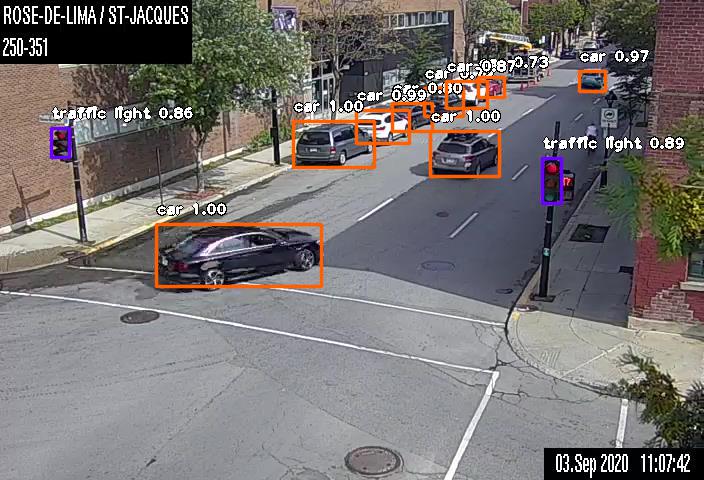 ROSE-DE-LIMA / ST-JACQUES
250-351
traffic light 0.86
car 1.00
car 0.99
car 0.97
car 1.00
traffic light 0.89
car 1.00
03.Sep 2020 11:07:42